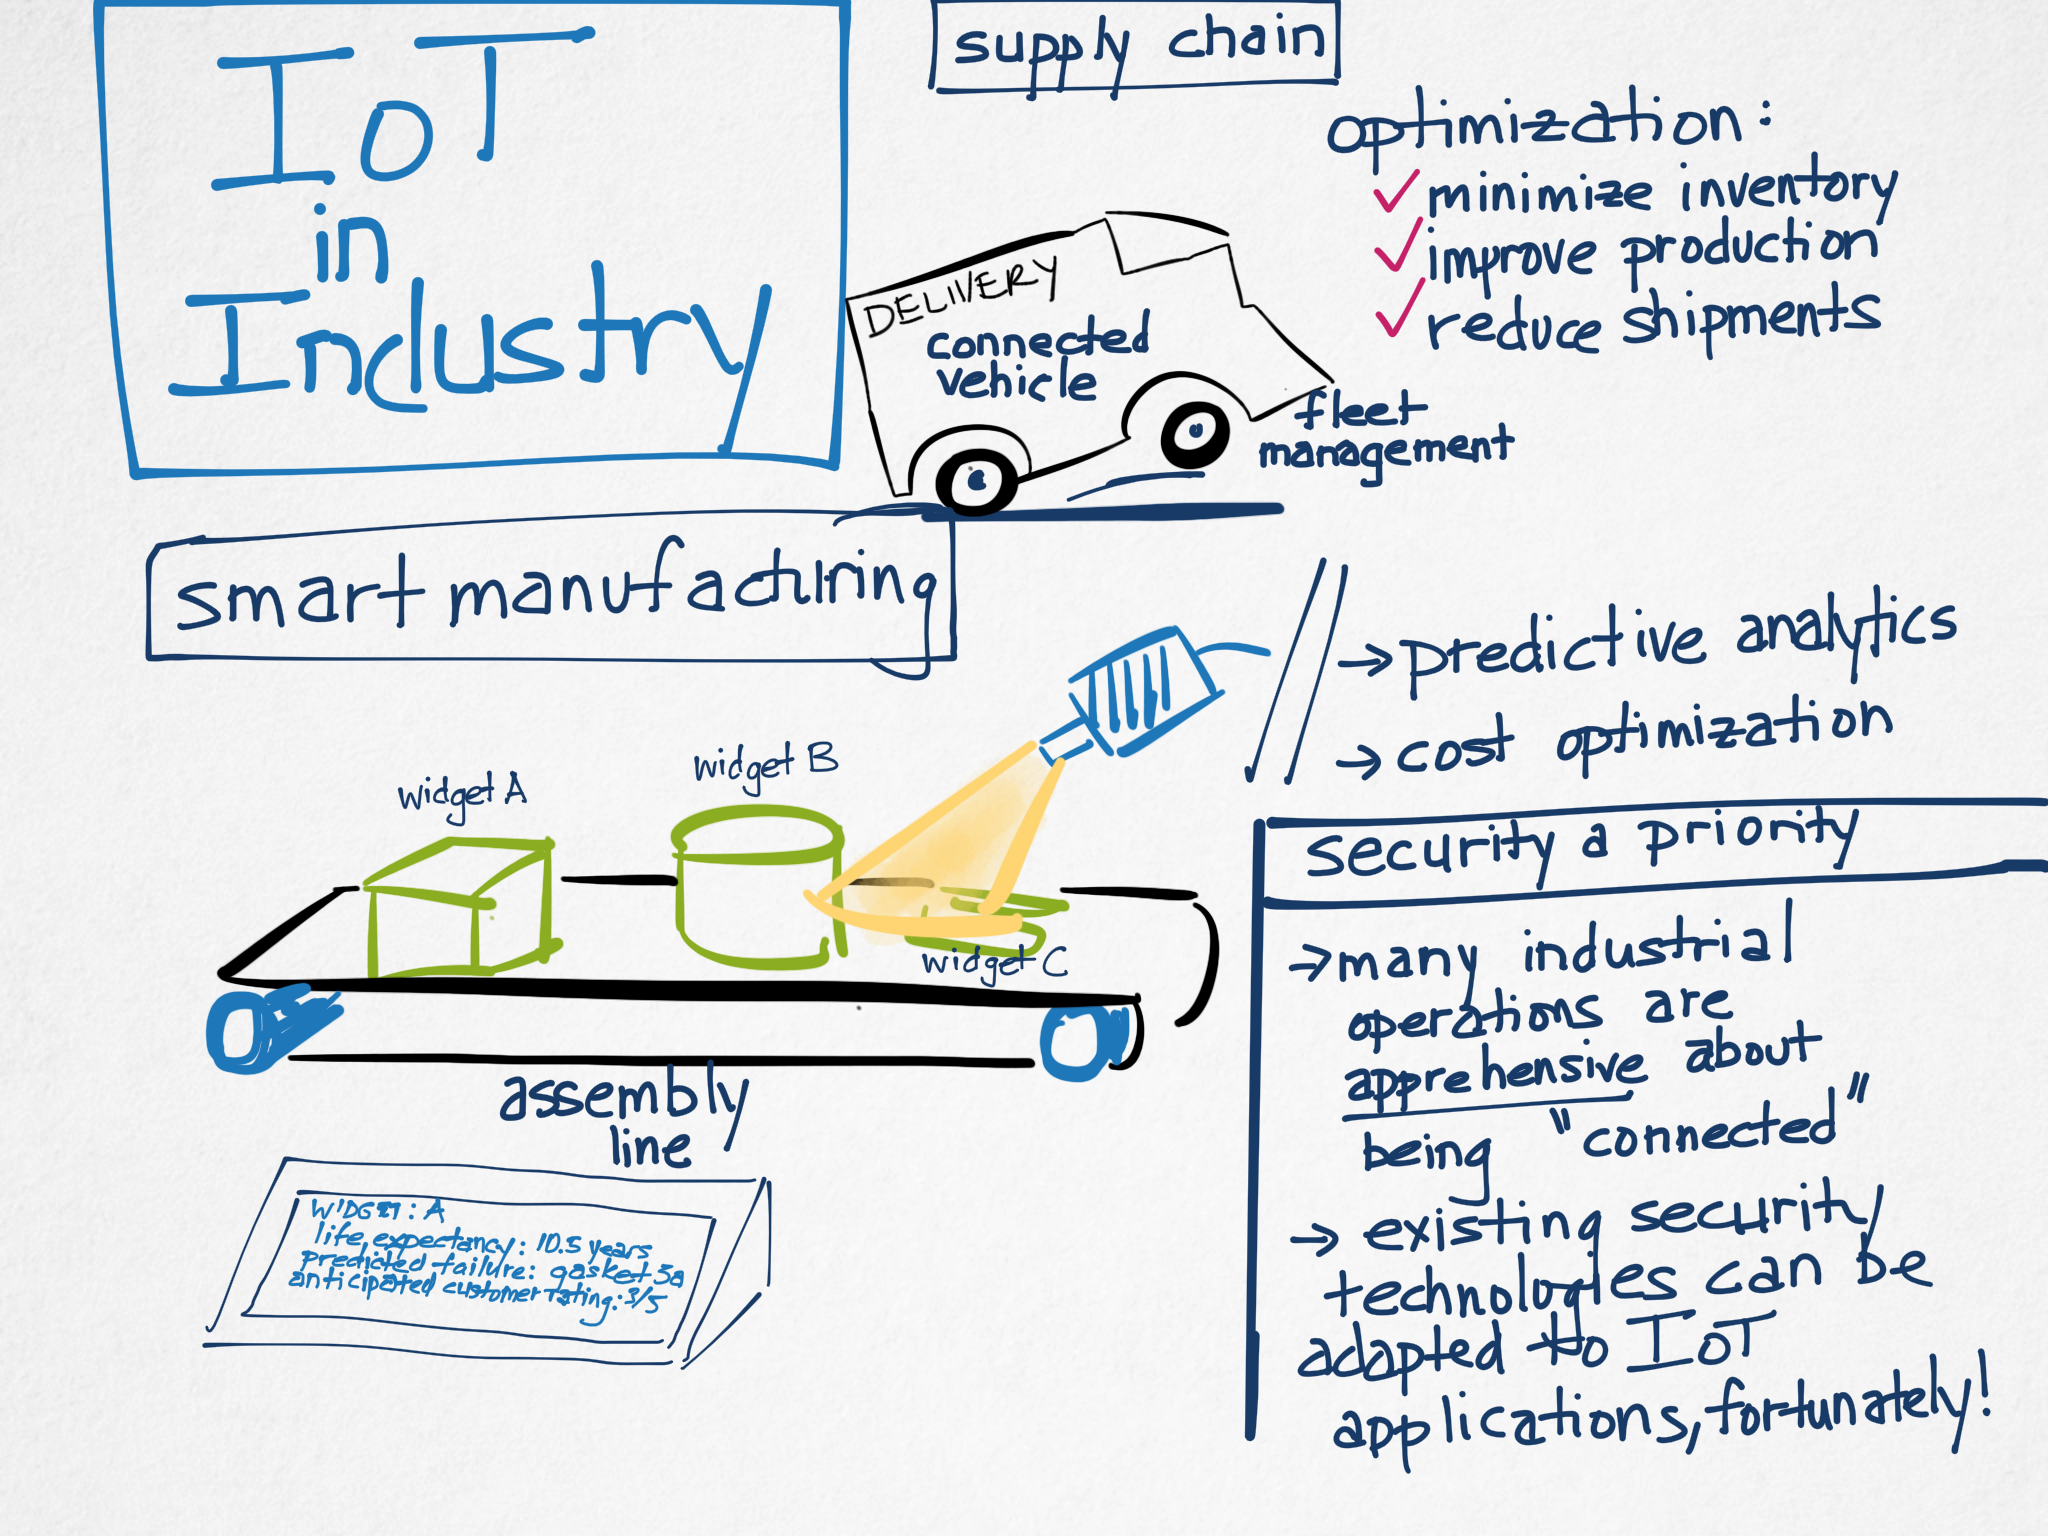 IoT
in
Industry
supply chain
optimization:
✓ minimize inventory
✓ improve production
✓ reduce shipments
DELIVERY
connected
vehicle
fleet
management
smart manufacturing
→ predictive analytics
→ cost optimization
widget A
widget B
widget C
assembly
line
WIDGET: A
life expectancy: 10.5 years
predicted failure: gasket 3a
anticipated customer rating: 3/5
security a priority
→ many industrial
operations are
apprehensive about
being "connected"
→ existing security
technologies can be
adapted to IoT
applications, fortunately!